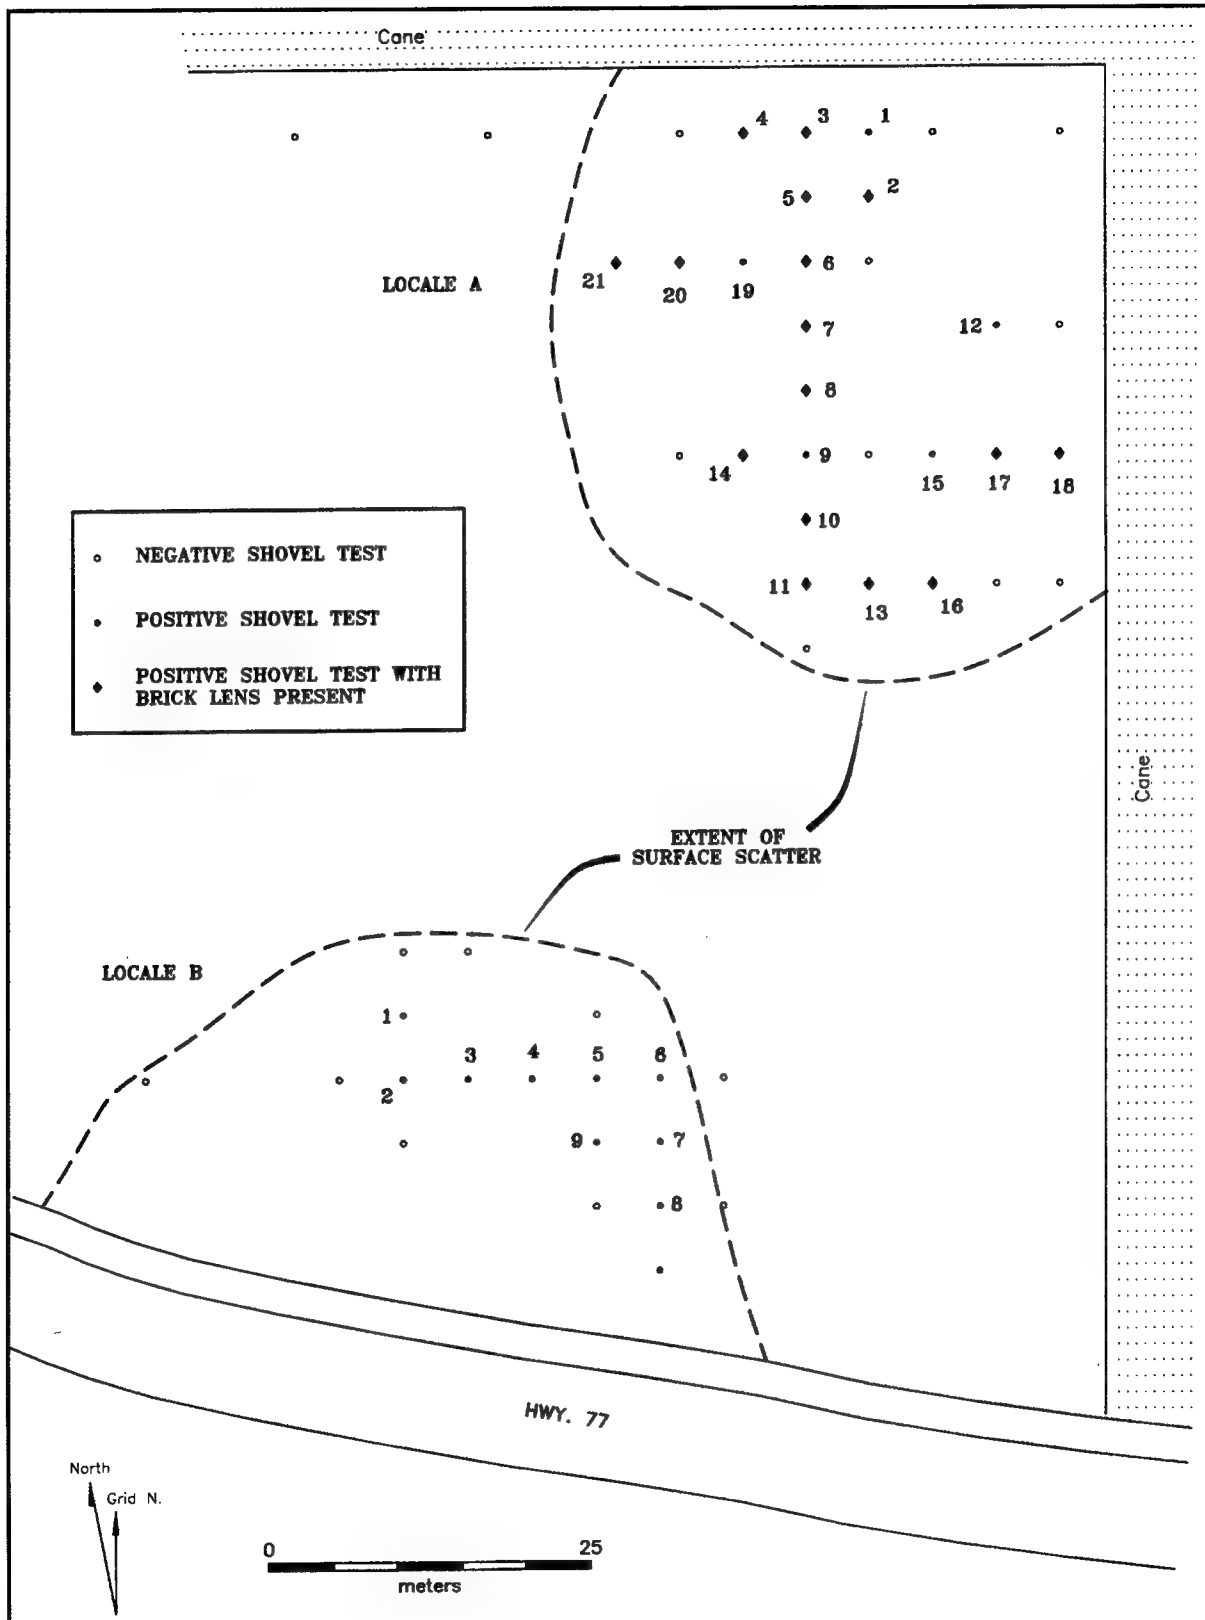 Cane
4 3 1
5 2
LOCALE A
21 20 19 6
7 12
8
14 9 15 17 18
10
11 13 16
NEGATIVE SHOVEL TEST
POSITIVE SHOVEL TEST
POSITIVE SHOVEL TEST WITH
BRICK LENS PRESENT
Cane
EXTENT OF
SURFACE SCATTER
LOCALE B
1
3 4 5 6
2
9 7
8
HWY. 77
North
Grid N.
0 25
meters